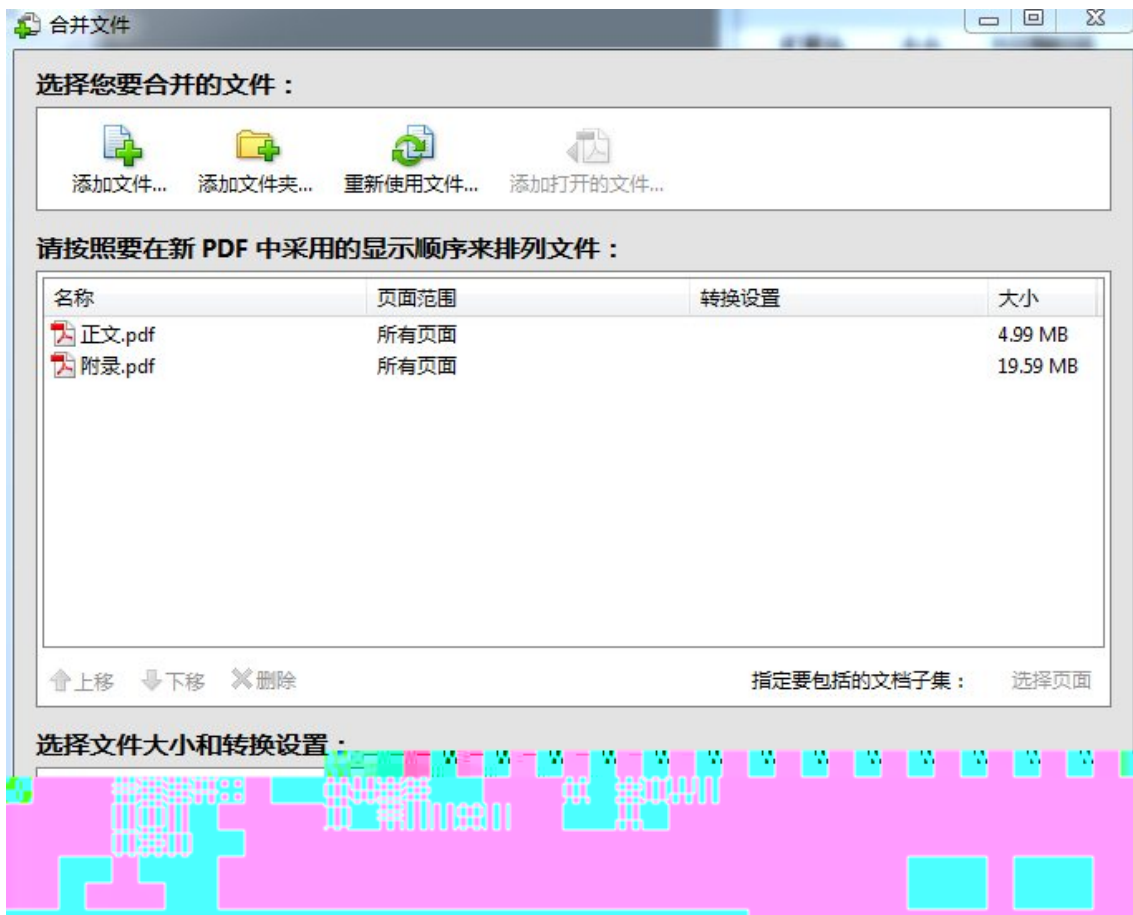 合并文件
选择您要合并的文件：
添加文件... 添加文件夹... 重新使用文件... 添加打开的文件...
请按照要在新 PDF 中采用的显示顺序来排列文件：
名称 页面范围 转换设置 大小
正文.pdf 所有页面 4.99 MB
附录.pdf 所有页面 19.59 MB
上移 下移 删除 指定要包括的文档子集： 选择页面
选择文件大小和转换设置：